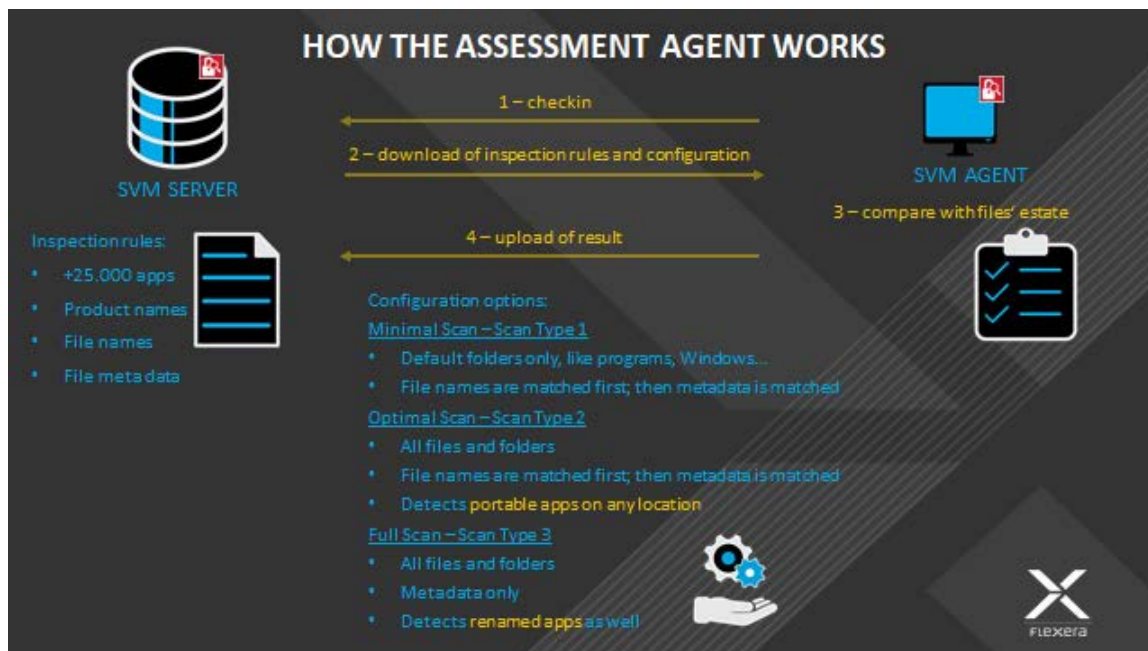 HOW THE ASSESSMENT AGENT WORKS
1 – checkin
2 – download of inspection rules and configuration
SVM SERVER
SVM AGENT
3 – compare with files' estate
4 – upload of result
Inspection rules:
• +25.000 apps
• Product names
• File names
• File metadata
Configuration options:
Minimal Scan – Scan Type 1
• Default folders only, like programs, Windows...
• File names are matched first; then metadata is matched
Optimal Scan – Scan Type 2
• All files and folders
• File names are matched first; then metadata is matched
• Detects portable apps on any location
Full Scan – Scan Type 3
• All files and folders
• Metadata only
• Detects renamed apps as well
FLEXera